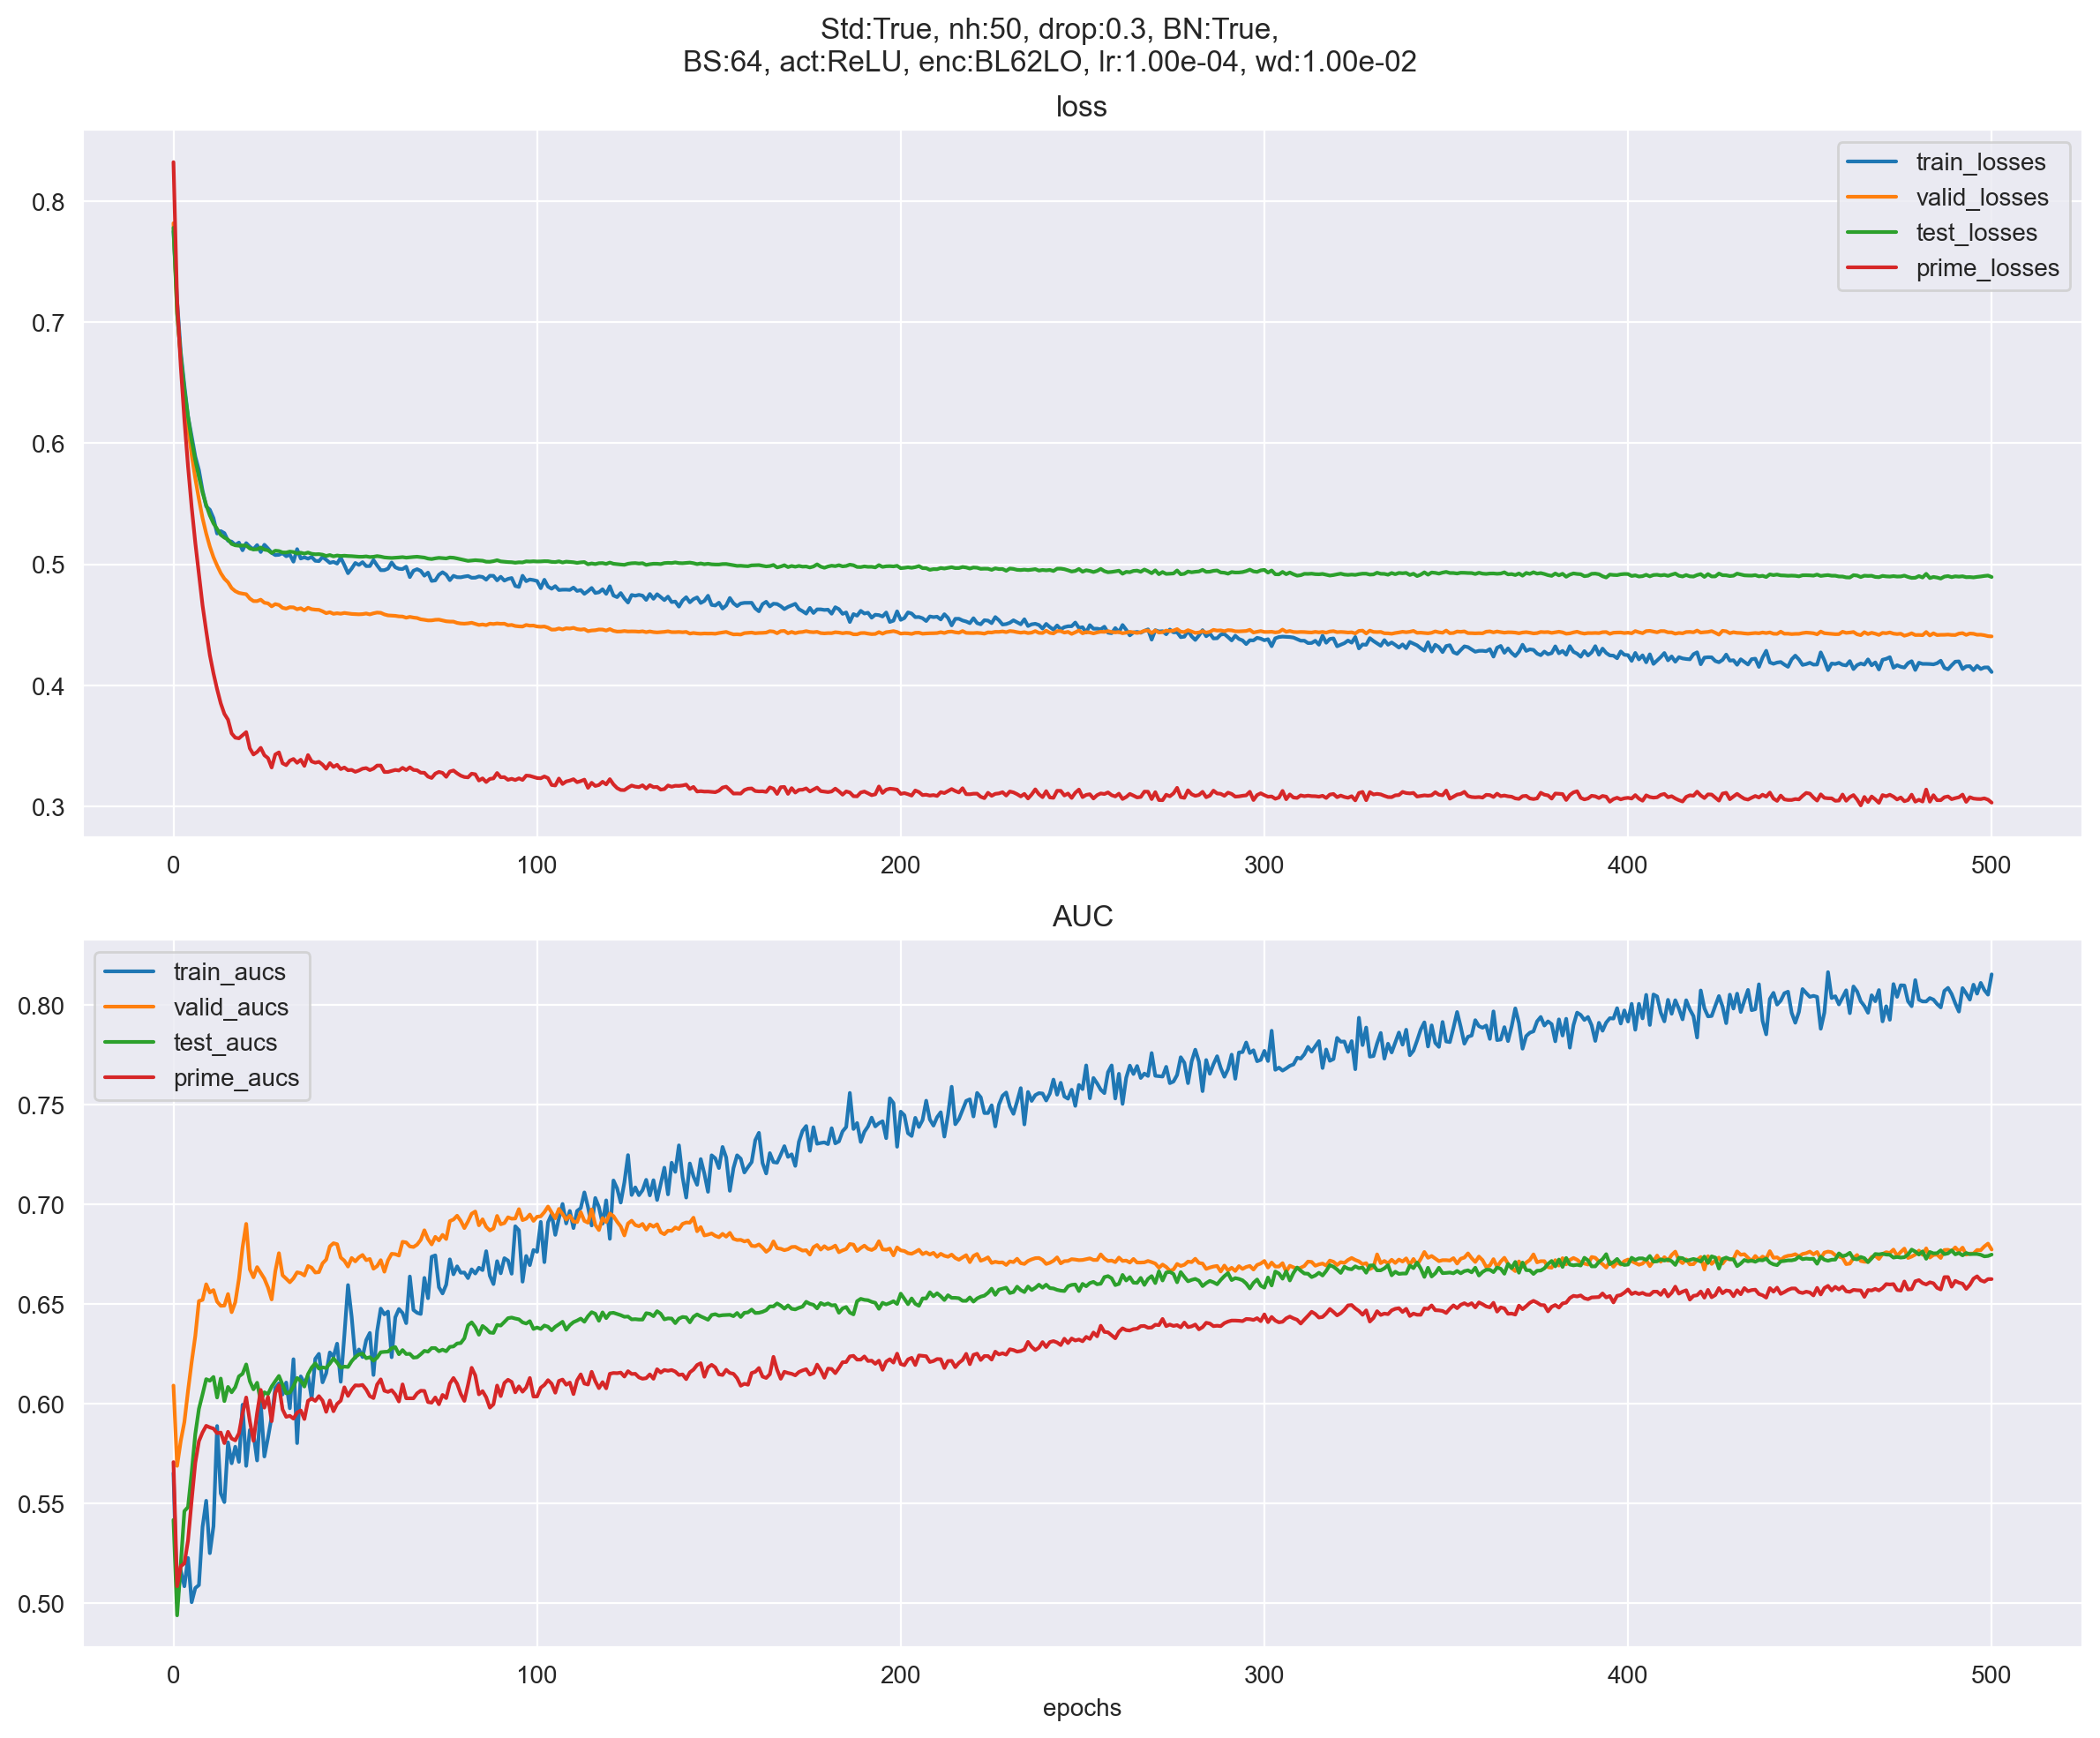 Std:True, nh:50, drop:0.3, BN:True,
BS:64, act:ReLU, enc:BL62LO, lr:1.00e-04, wd:1.00e-02
loss
train_losses
valid_losses
test_losses
prime_losses
0.8
0.7
0.6
0.5
0.4
0.3
0 100 200 300 400 500
AUC
train_aucs
valid_aucs
test_aucs
prime_aucs
0.80
0.75
0.70
0.65
0.60
0.55
0.50
0 100 200 300 400 500
epochs